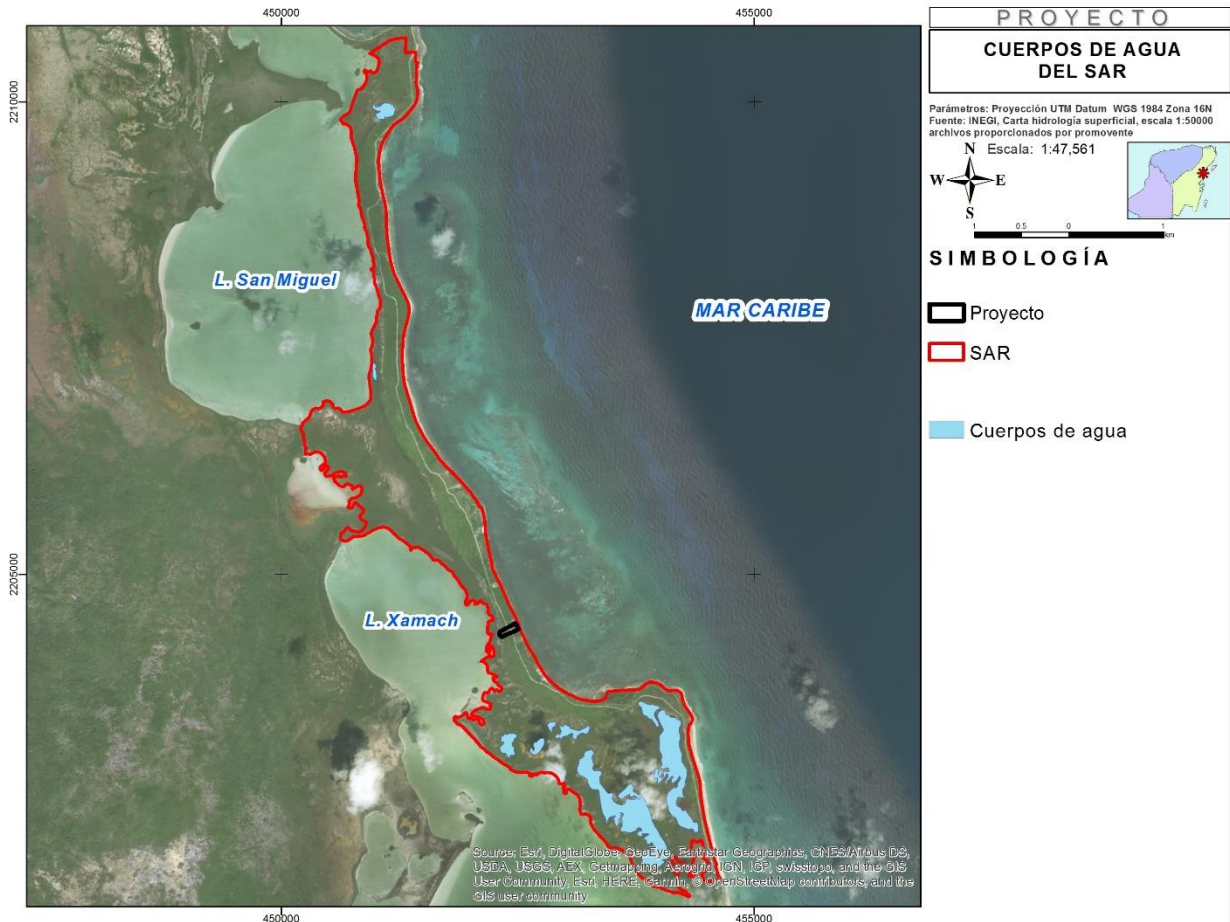 450000
455000
2210000
2205000
L. San Miguel
MAR CARIBE
L. Xamach
Source: Esri, DigitalGlobe, GeoEye, Earthstar Geographics, CNES/Airbus DS,
USDA, USGS, AEX, Getmapping, Aerogrid, IGN, IGP, swisstopo, and the GIS
User Community, Esri, HERE, Garmin, © OpenStreetMap contributors, and the
GIS user community
450000
455000
PROYECTO
CUERPOS DE AGUA
DEL SAR
Parámetros: Proyección UTM Datum WGS 1984 Zona 16N
Fuente: INEGI, Carta hidrología superficial, escala 1:50000
archivos proporcionados por promovente
Escala: 1:47,561
N
W
E
S
1 0.5 0 1
km
SIMBOLOGÍA
Proyecto
SAR
Cuerpos de agua